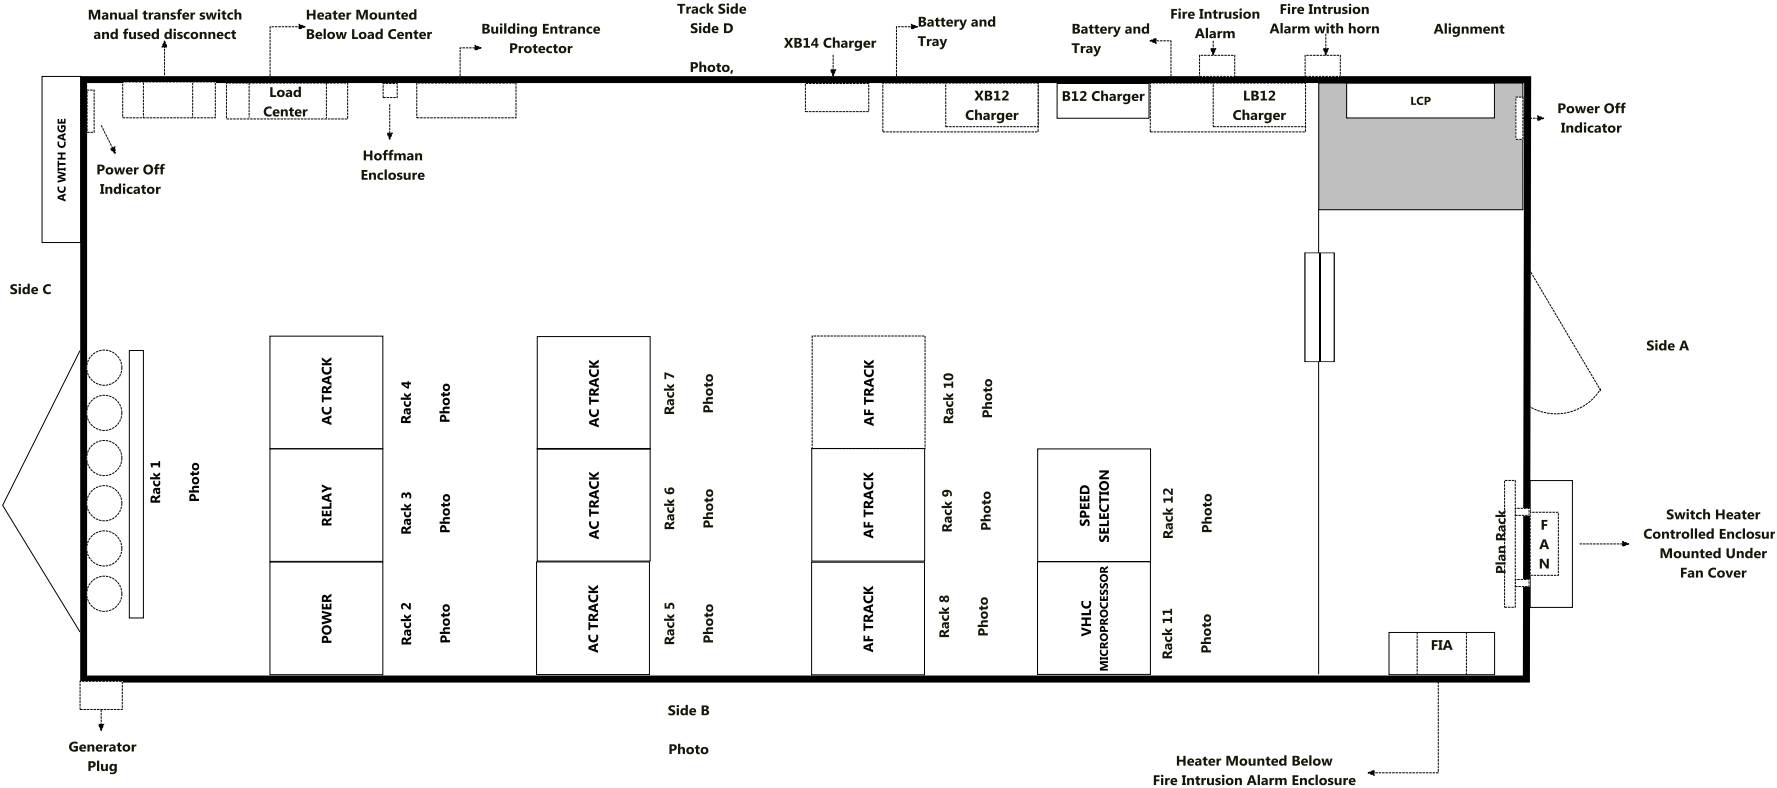 Manual transfer switch
and fused disconnect
Heater Mounted
Below Load Center
Building Entrance
Protector
Track Side
Side D
Photo,
XB14 Charger
Battery and
Tray
Battery and
Tray
Fire Intrusion
Alarm
Fire Intrusion
Alarm with horn
Alignment
AC WITH CAGE
Load
Center
XB12
Charger
B12 Charger
LB12
Charger
LCP
Power Off
Indicator
Power Off
Indicator
Hoffman
Enclosure
Side C
Side A
Rack 1
Photo
AC TRACK
Rack 4
Photo
RELAY
Rack 3
Photo
POWER
Rack 2
Photo
AC TRACK
Rack 7
Photo
AC TRACK
Rack 6
Photo
AC TRACK
Rack 5
Photo
AF TRACK
Rack 10
Photo
AF TRACK
Rack 9
Photo
AF TRACK
Rack 8
Photo
SPEED
SELECTION
Rack 12
Photo
VHLC
MICROPROCESSOR
Rack 11
Photo
Plan Rack
F
A
N
Switch Heater
Controlled Enclosur
Mounted Under
Fan Cover
FIA
Side B
Photo
Generator
Plug
Heater Mounted Below
Fire Intrusion Alarm Enclosure